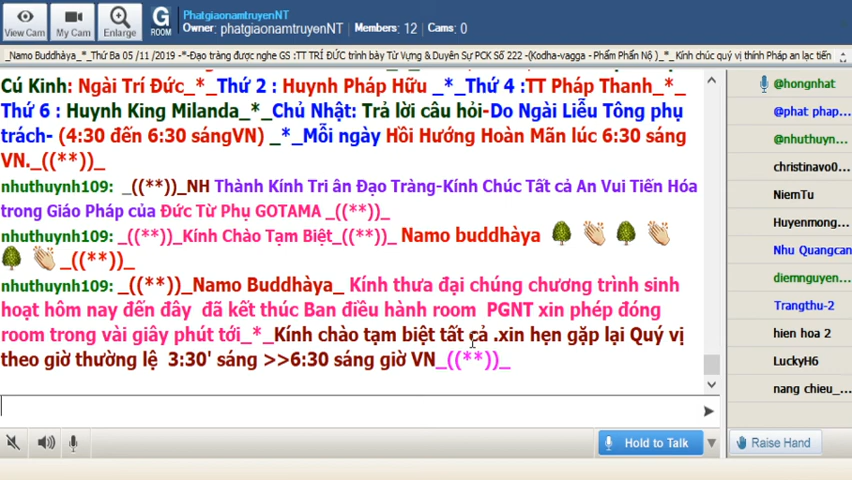 View Cam
My Cam
Enlarge
G
ROOM
PhatgiaonamtruyenNT
Owner: phatgiaonamtruyenNT Members: 12 Cams: 0
_Namo Buddhàya_*_Thứ Ba 05 /11 /2019 -*-Đạo tràng được nghe GS :TT TRÍ ĐỨC trình bày Từ Vựng & Duyên Sự PCK Số 222 -(Kodha-vagga - Phẩm Phẩn Nộ )_*_Kính chúc quý vị thính Pháp an lạc tiến
Cú Kinh: Ngài Trí Đức_*_Thứ 2 : Huynh Pháp Hữu _*_Thứ 4 :TT Pháp Thanh_*_
Thứ 6 : Huynh King Milanda_*_Chủ Nhật: Trả lời câu hỏi-Do Ngài Liễu Tông phụ
trách- (4:30 đến 6:30 sángVN) _*_Mỗi ngày Hồi Hướng Hoàn Mãn lúc 6:30 sáng
VN._((**))_
nhuthuynh109: _((**))_NH Thành Kính Tri ân Đạo Tràng-Kính Chúc Tất cả An Vui Tiến Hóa
trong Giáo Pháp của Đức Từ Phụ GOTAMA _((**))_
nhuthuynh109: _((**))_Kính Chào Tạm Biệt_((**))_ Namo buddhàya
_((**))_
nhuthuynh109: _((**))_Namo Buddhàya_ Kính thưa đại chúng chương trình sinh
hoạt hôm nay đến đây đã kết thúc Ban điều hành room PGNT xin phép đóng
room trong vài giây phút tới_*_Kính chào tạm biệt tất cả .xin hẹn gặp lại Quý vị
theo giờ thường lệ 3:30' sáng >>6:30 sáng giờ VN_((**))_
Hold to Talk
Raise Hand
@hongnhat
@phat phap...
@nhuthuyn...
christinavo0...
NiemTu
Huyenmong...
Nhu Quangcan
diemnguyen...
Trangthu-2
hien hoa 2
LuckyH6
nang chieu_...